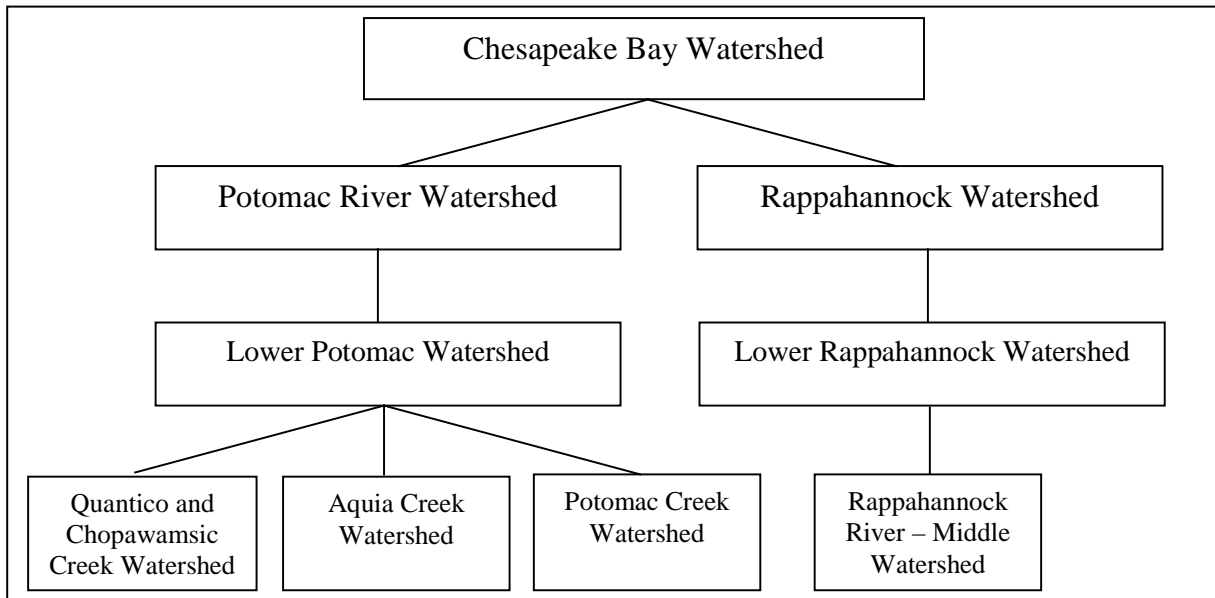 Chesapeake Bay Watershed
Potomac River Watershed
Rappahannock Watershed
Lower Potomac Watershed
Lower Rappahannock Watershed
Quantico and
Chopawamsic
Creek Watershed
Aquia Creek
Watershed
Potomac Creek
Watershed
Rappahannock
River – Middle
Watershed